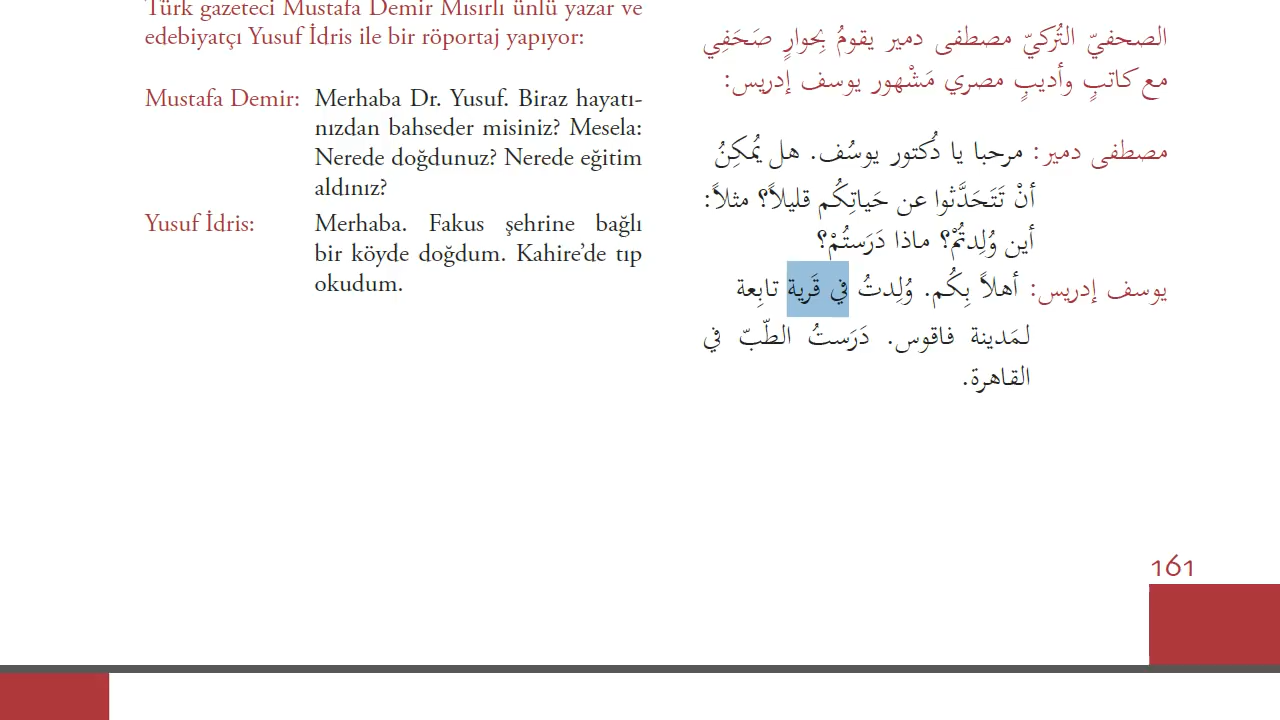 Türk gazeteci Mustafa Demir Mısırlı ünlü yazar ve
edebiyatçı Yusuf İdris ile bir röportaj yapıyor:
Mustafa Demir: Merhaba Dr. Yusuf. Biraz hayatı-
nızdan bahseder misiniz? Mesela:
Nerede doğdunuz? Nerede eğitim
aldınız?
Yusuf İdris: Merhaba. Fakus şehrine bağlı
bir köyde doğdum. Kahire’de tıp
okudum.
الصحفيّ التُركيّ مصطفى دمير يقومُ بِحوارٍ صَحَفِي
مع كاتبٍ وأديبٍ مصري مَشْهور يوسف إدريس:
مصطفى دمير: مرحبا يا دُكتور يوسُف. هل يُمكِنُ
أنْ تَتَحَدَّثوا عن حَياتِكُم قليلاً؟ مثلاً:
أين وُلِدتُمْ؟ ماذا دَرَستُمْ؟
يوسف إدريس: أهلاً بِكُم. وُلِدتُ في قَرية تابِعة
لمَدينة فاقوس. دَرَستُ الطّبّ في
القاهرة.
161